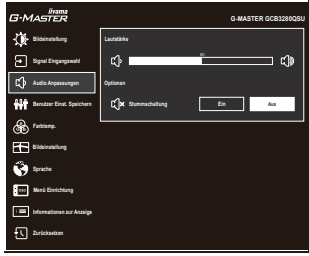 iiyama
G-MASTER
G-MASTER GCB3280QSU
Bildeinstellung
Signal Eingangswahl
Audio Anpassungen
Benutzer Einst. Speichern
Farbtemp.
Bildeinstellung
Sprache
Menü Einrichtung
Informationen zur Anzeige
Zurücksetzen
Lautstärke
50
Optionen
Stummschaltung
Ein
Aus